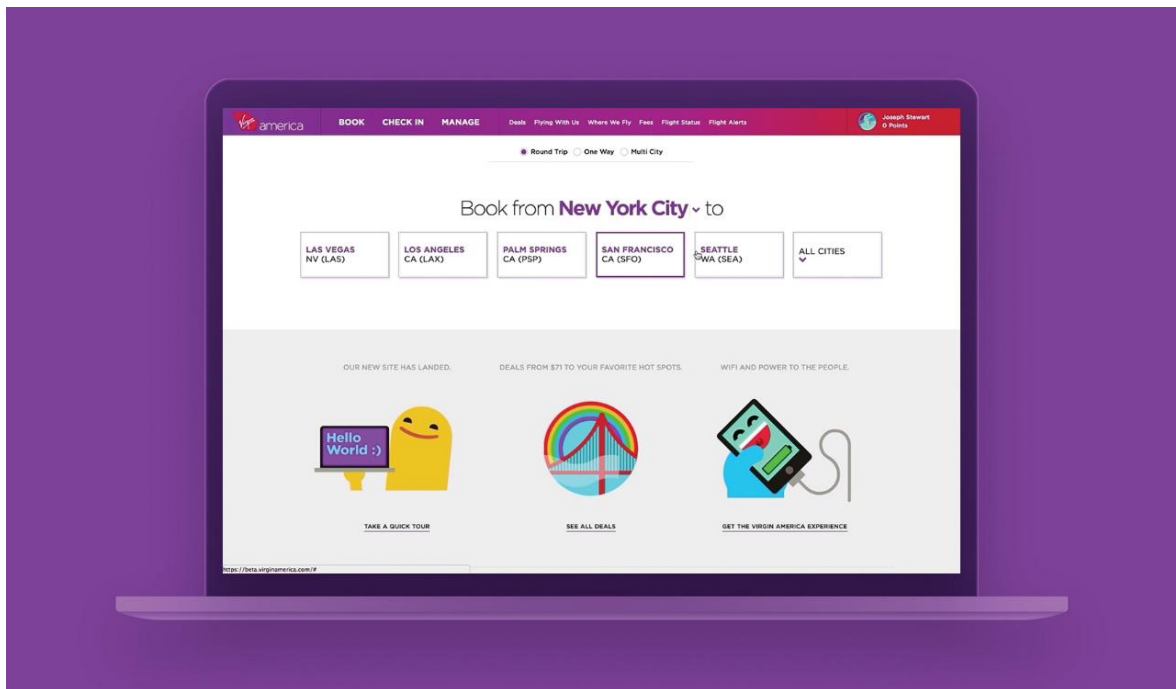 Virgin america
BOOK CHECK IN MANAGE Deals Flying With Us Where We Fly Fees Flight Status Flight Alerts
Joseph Stewart
0 Points
Round Trip One Way Multi City
Book from New York City to
LAS VEGAS
NV (LAS)
LOS ANGELES
CA (LAX)
PALM SPRINGS
CA (PSP)
SAN FRANCISCO
CA (SFO)
SEATTLE
WA (SEA)
ALL CITIES
OUR NEW SITE HAS LANDED.
Hello
World :)
TAKE A QUICK TOUR
DEALS FROM $71 TO YOUR FAVORITE HOT SPOTS.
SEE ALL DEALS
WIFI AND POWER TO THE PEOPLE.
GET THE VIRGIN AMERICA EXPERIENCE
https://beta.virginamerica.com/#